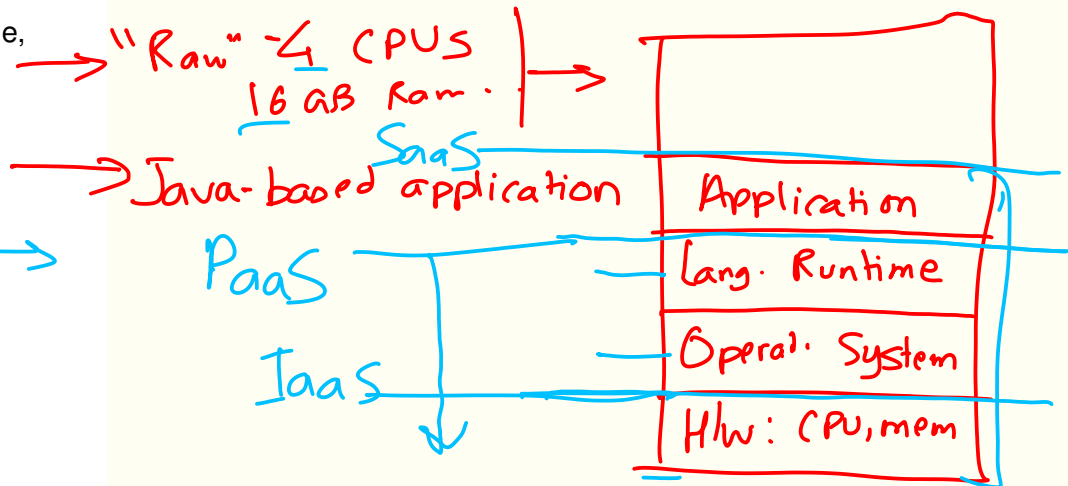 e,
"Raw" - 4 CPUS
16 GB Ram.
SaaS
Java-based application
Application
PaaS
Lang. Runtime
Operat. System
IaaS
H/w: CPU, mem